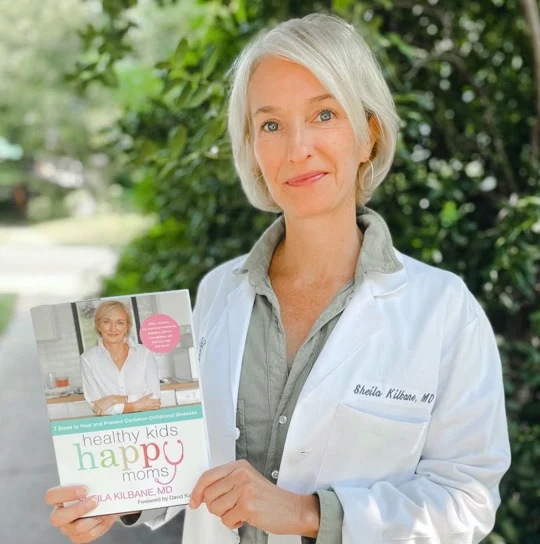 Sheila Kilbane, MD
7 Steps to Heal and Prevent Common Childhood Illnesses
healthy kids
happy
moms
SHEILA KILBANE, MD
Foreword by David